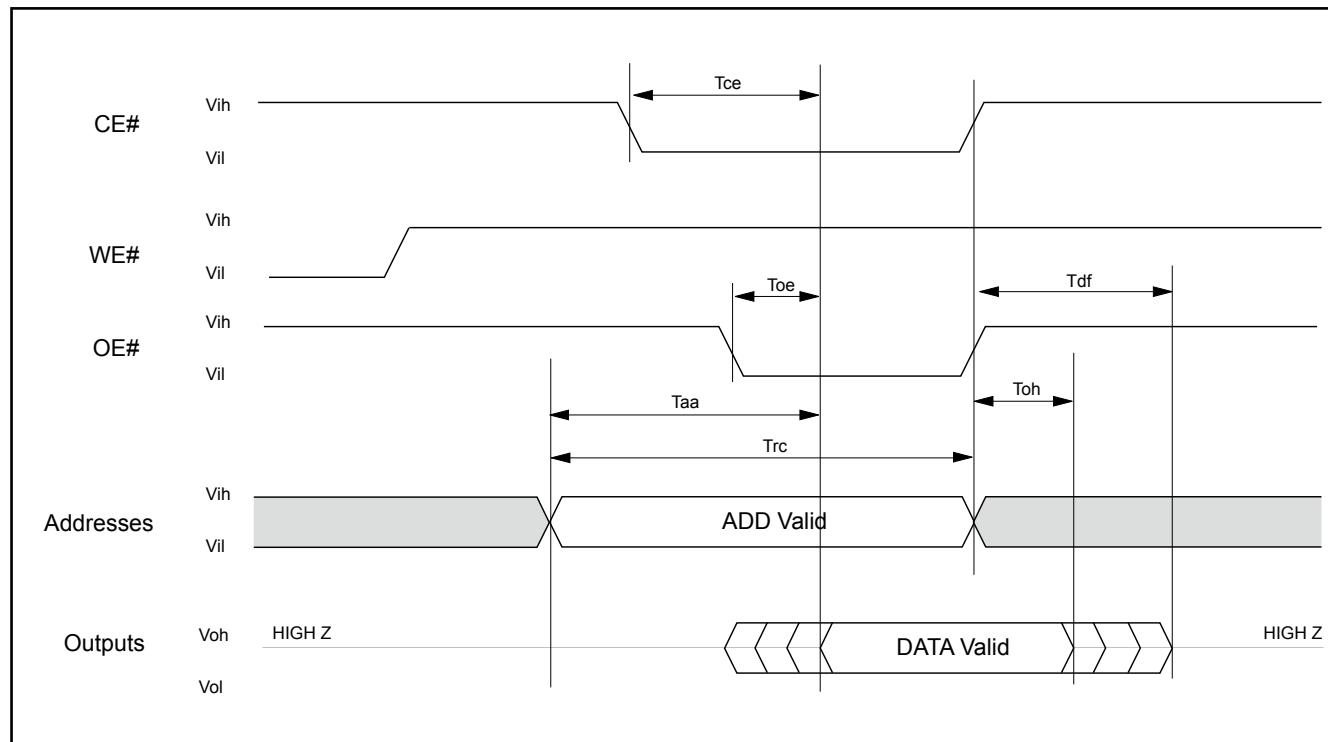 Tce
Vih
CE#
Vil
Vih
WE#
Vil
Toe
Tdf
Vih
OE#
Vil
Taa
Toh
Trc
Vih
Addresses
ADD Valid
Vil
Voh
HIGH Z
HIGH Z
Outputs
DATA Valid
Vol